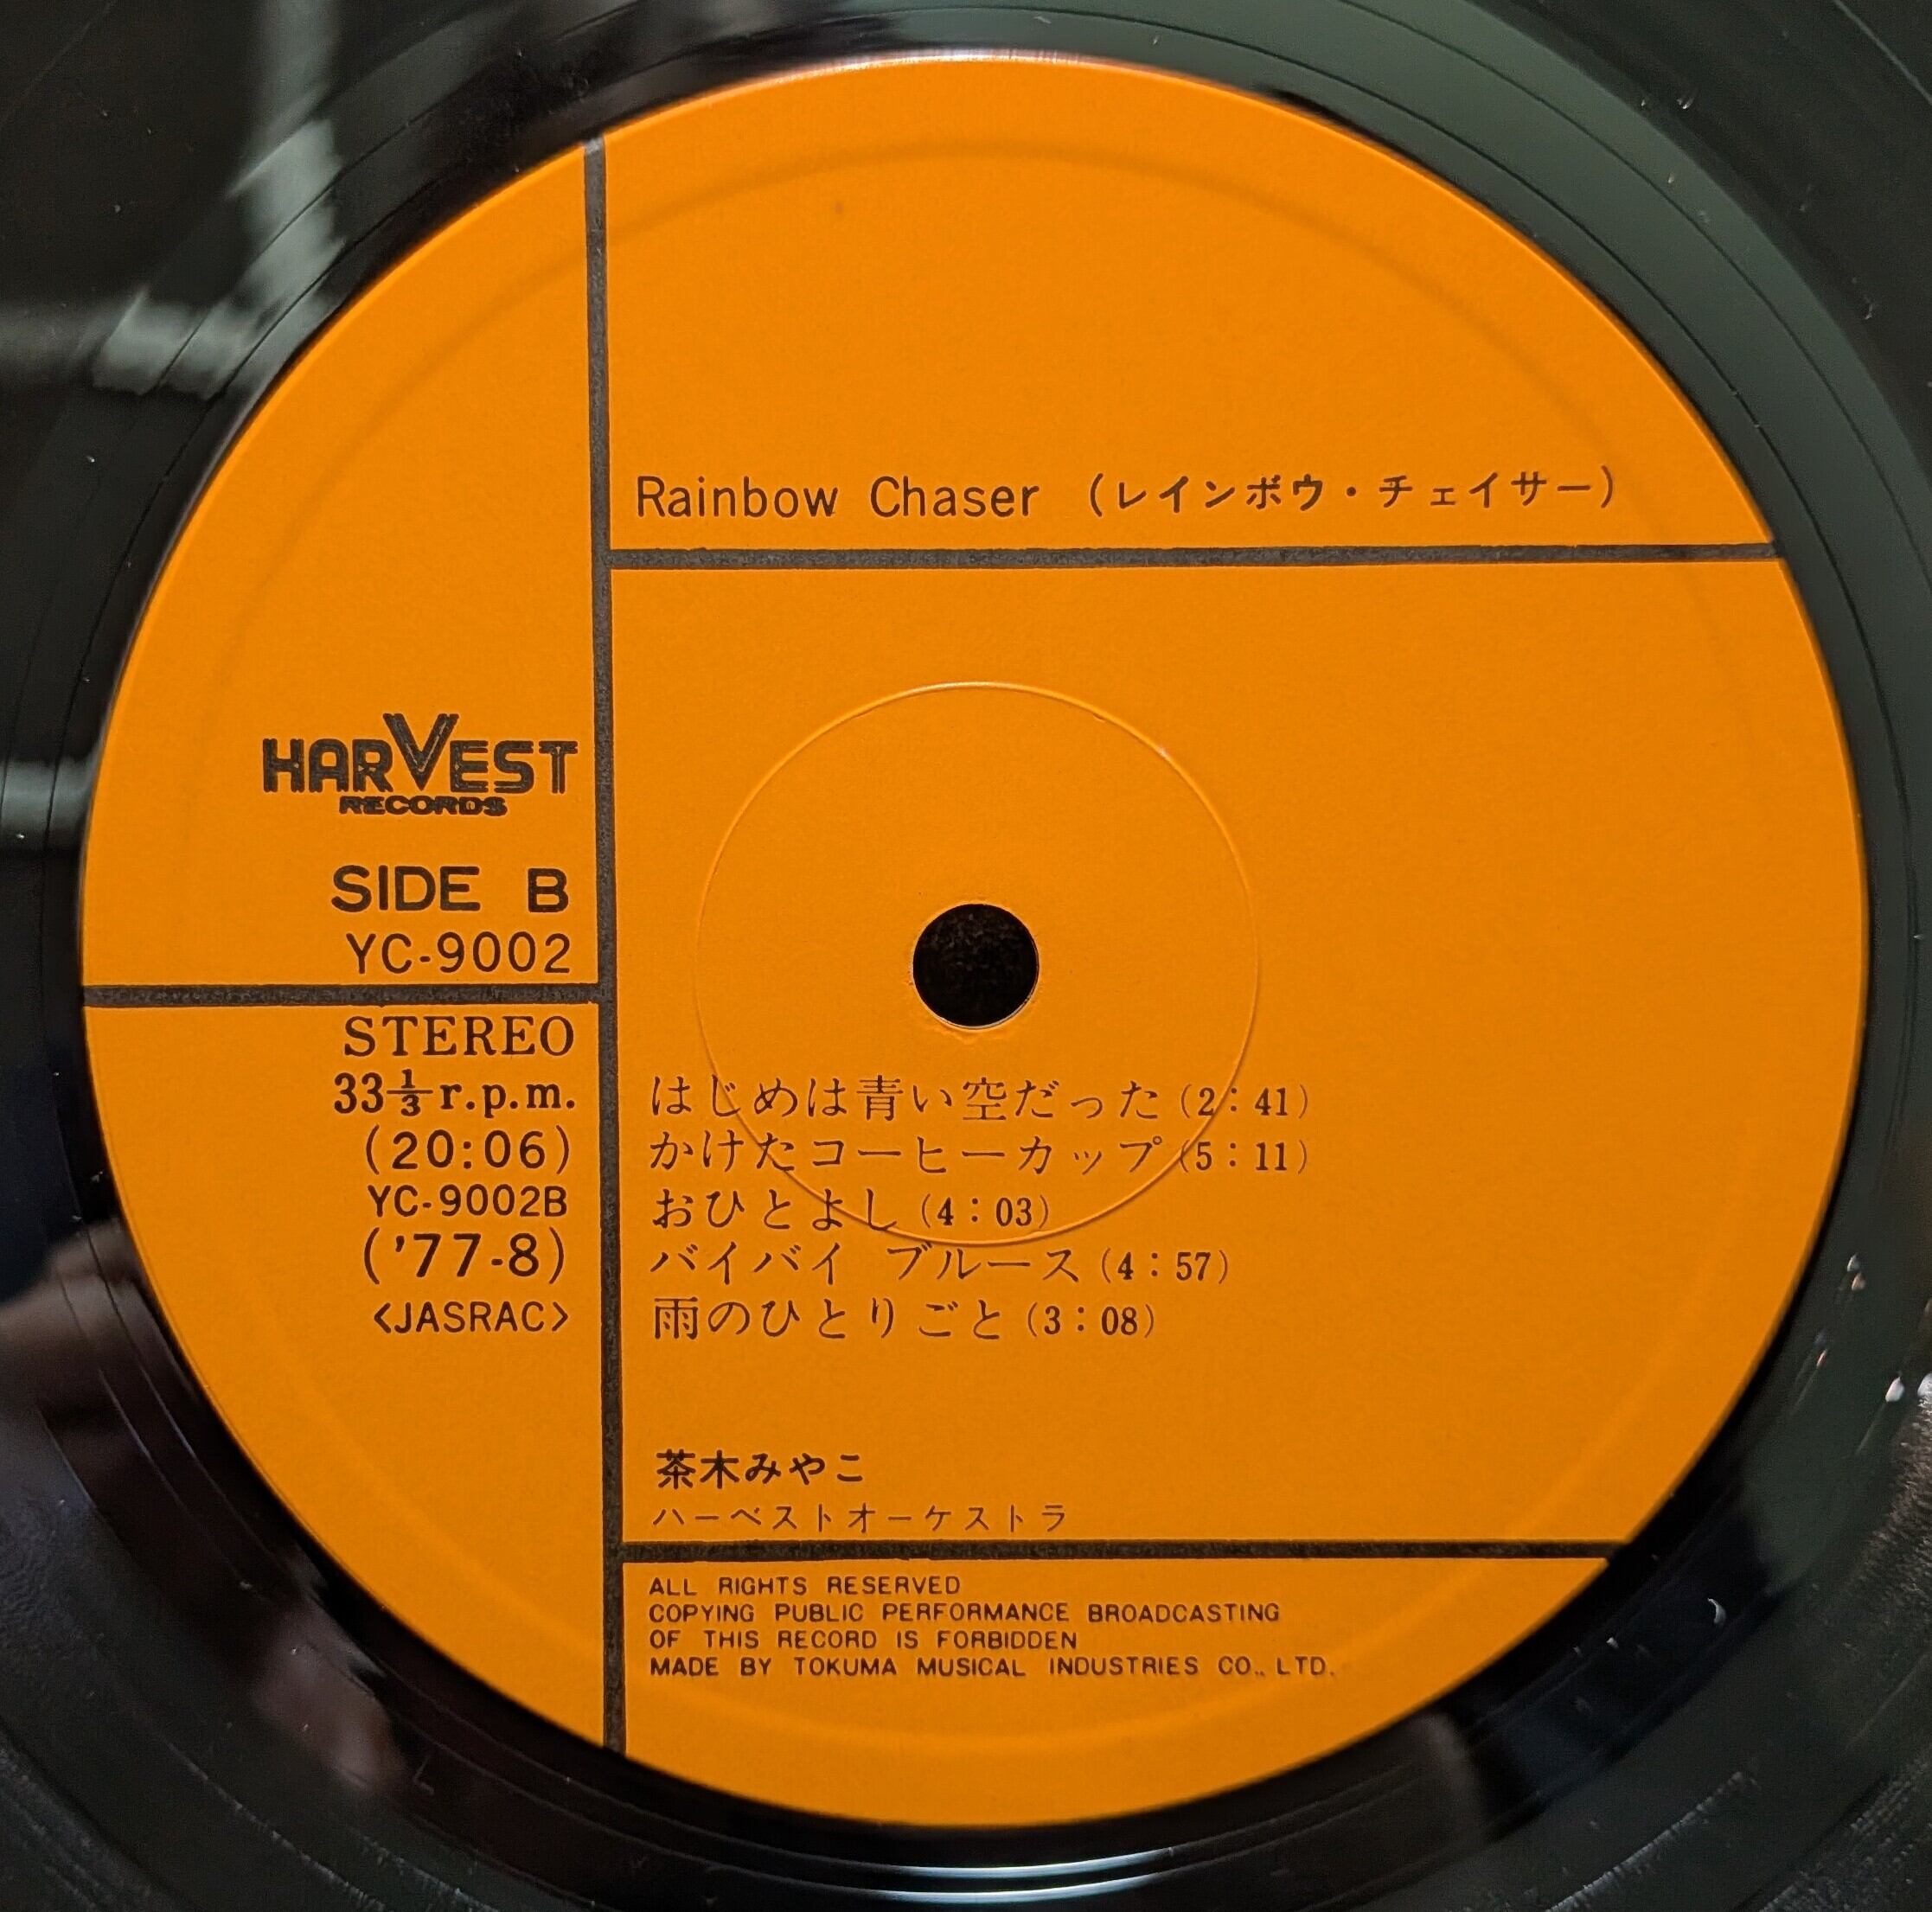 Rainbow Chaser (レインボウ・チェイサー)
HARVEST
RECORDS
SIDE B
YC-9002
STEREO
33⅓r.p.m.
(20:06)
YC-9002B
('77-8)
<JASRAC>
はじめは青い空だった(2:41)
かけたコーヒーカップ(5:11)
おひとよし(4:03)
バイバイ ブルース(4:57)
雨のひとりごと(3:08)
茶木みやこ
ハーベストオーケストラ
ALL RIGHTS RESERVED
COPYING PUBLIC PERFORMANCE BROADCASTING
OF THIS RECORD IS FORBIDDEN
MADE BY TOKUMA MUSICAL INDUSTRIES CO., LTD.